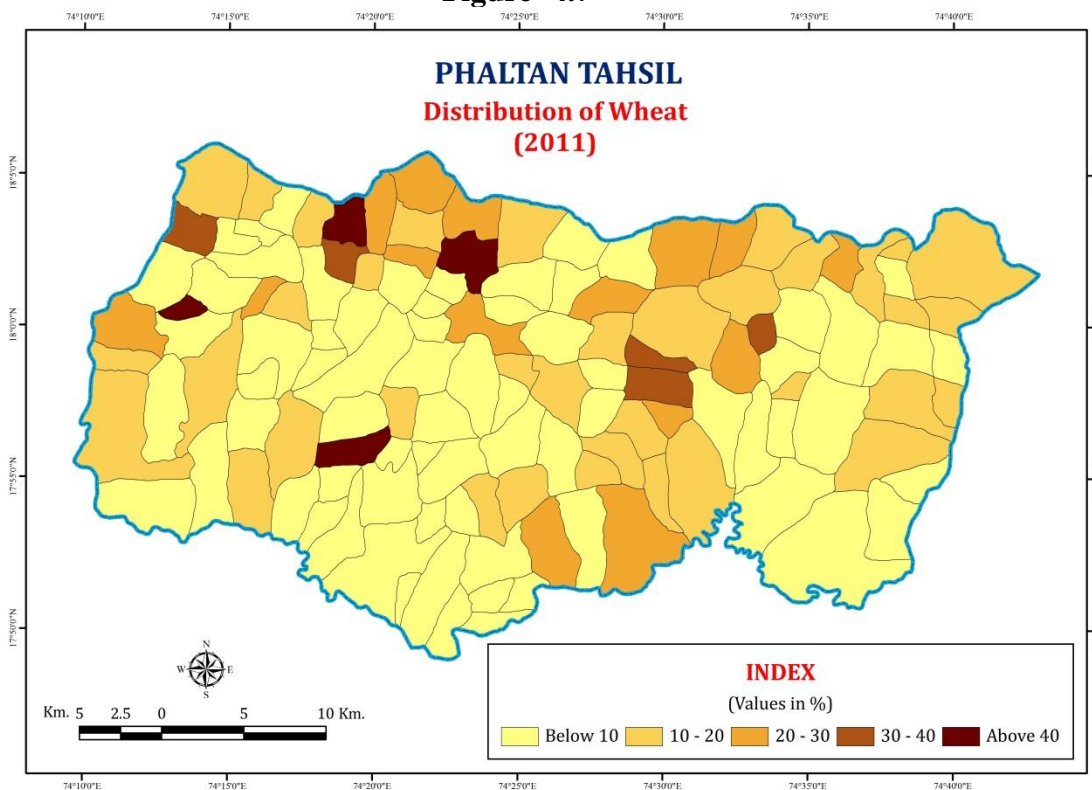 74°10'0"E 74°15'0"E 74°20'0"E 74°25'0"E 74°30'0"E 74°35'0"E 74°40'0"E
PHALTAN TAHSIL
Distribution of Wheat
(2011)
18°5'0"N
18°0'0"N
17°55'0"N
17°50'0"N
N
W E
S
Km. 5 2.5 0 5 10 Km.
INDEX
(Values in %)
Below 10 10 - 20 20 - 30 30 - 40 Above 40
74°10'0"E 74°15'0"E 74°20'0"E 74°25'0"E 74°30'0"E 74°35'0"E 74°40'0"E